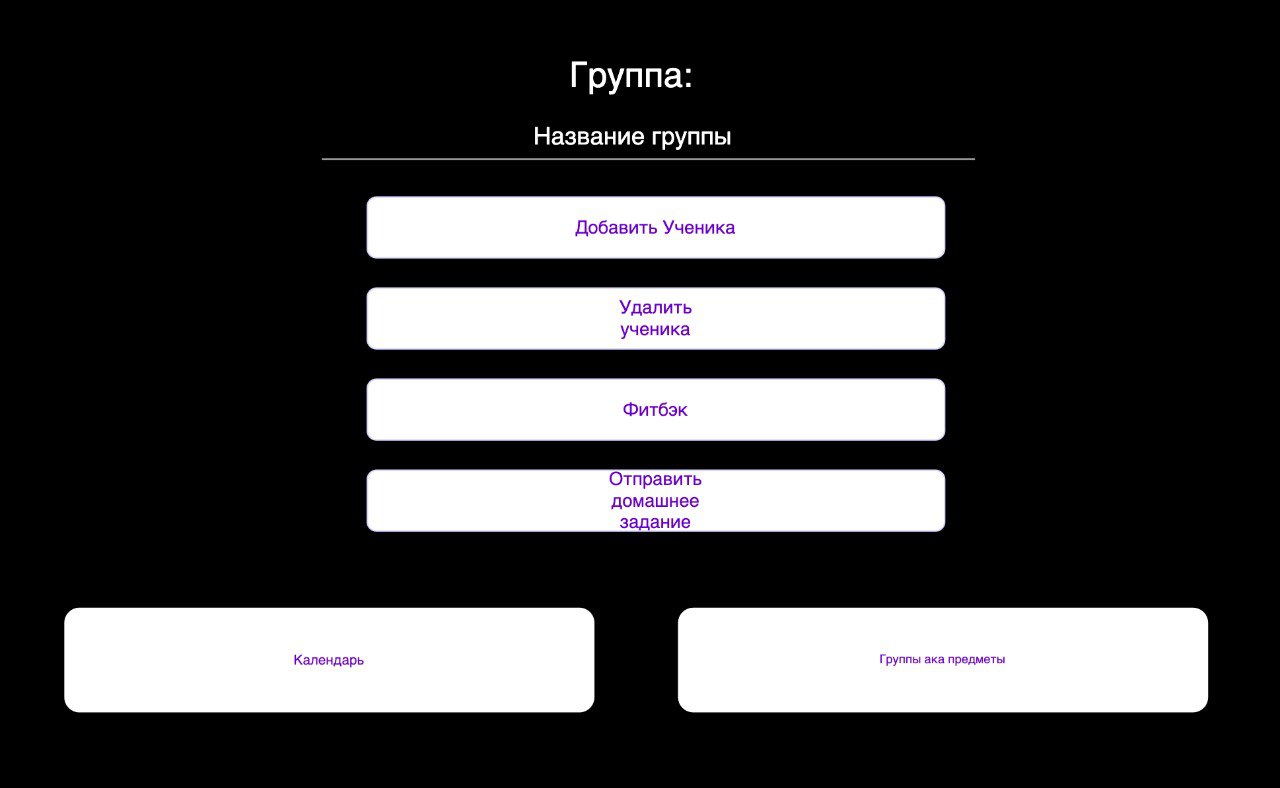 Группа:
Название группы
Добавить Ученика
Удалить
ученика
Фитбэк
Отправить
домашнее
задание
Календарь
Группы ака предметы